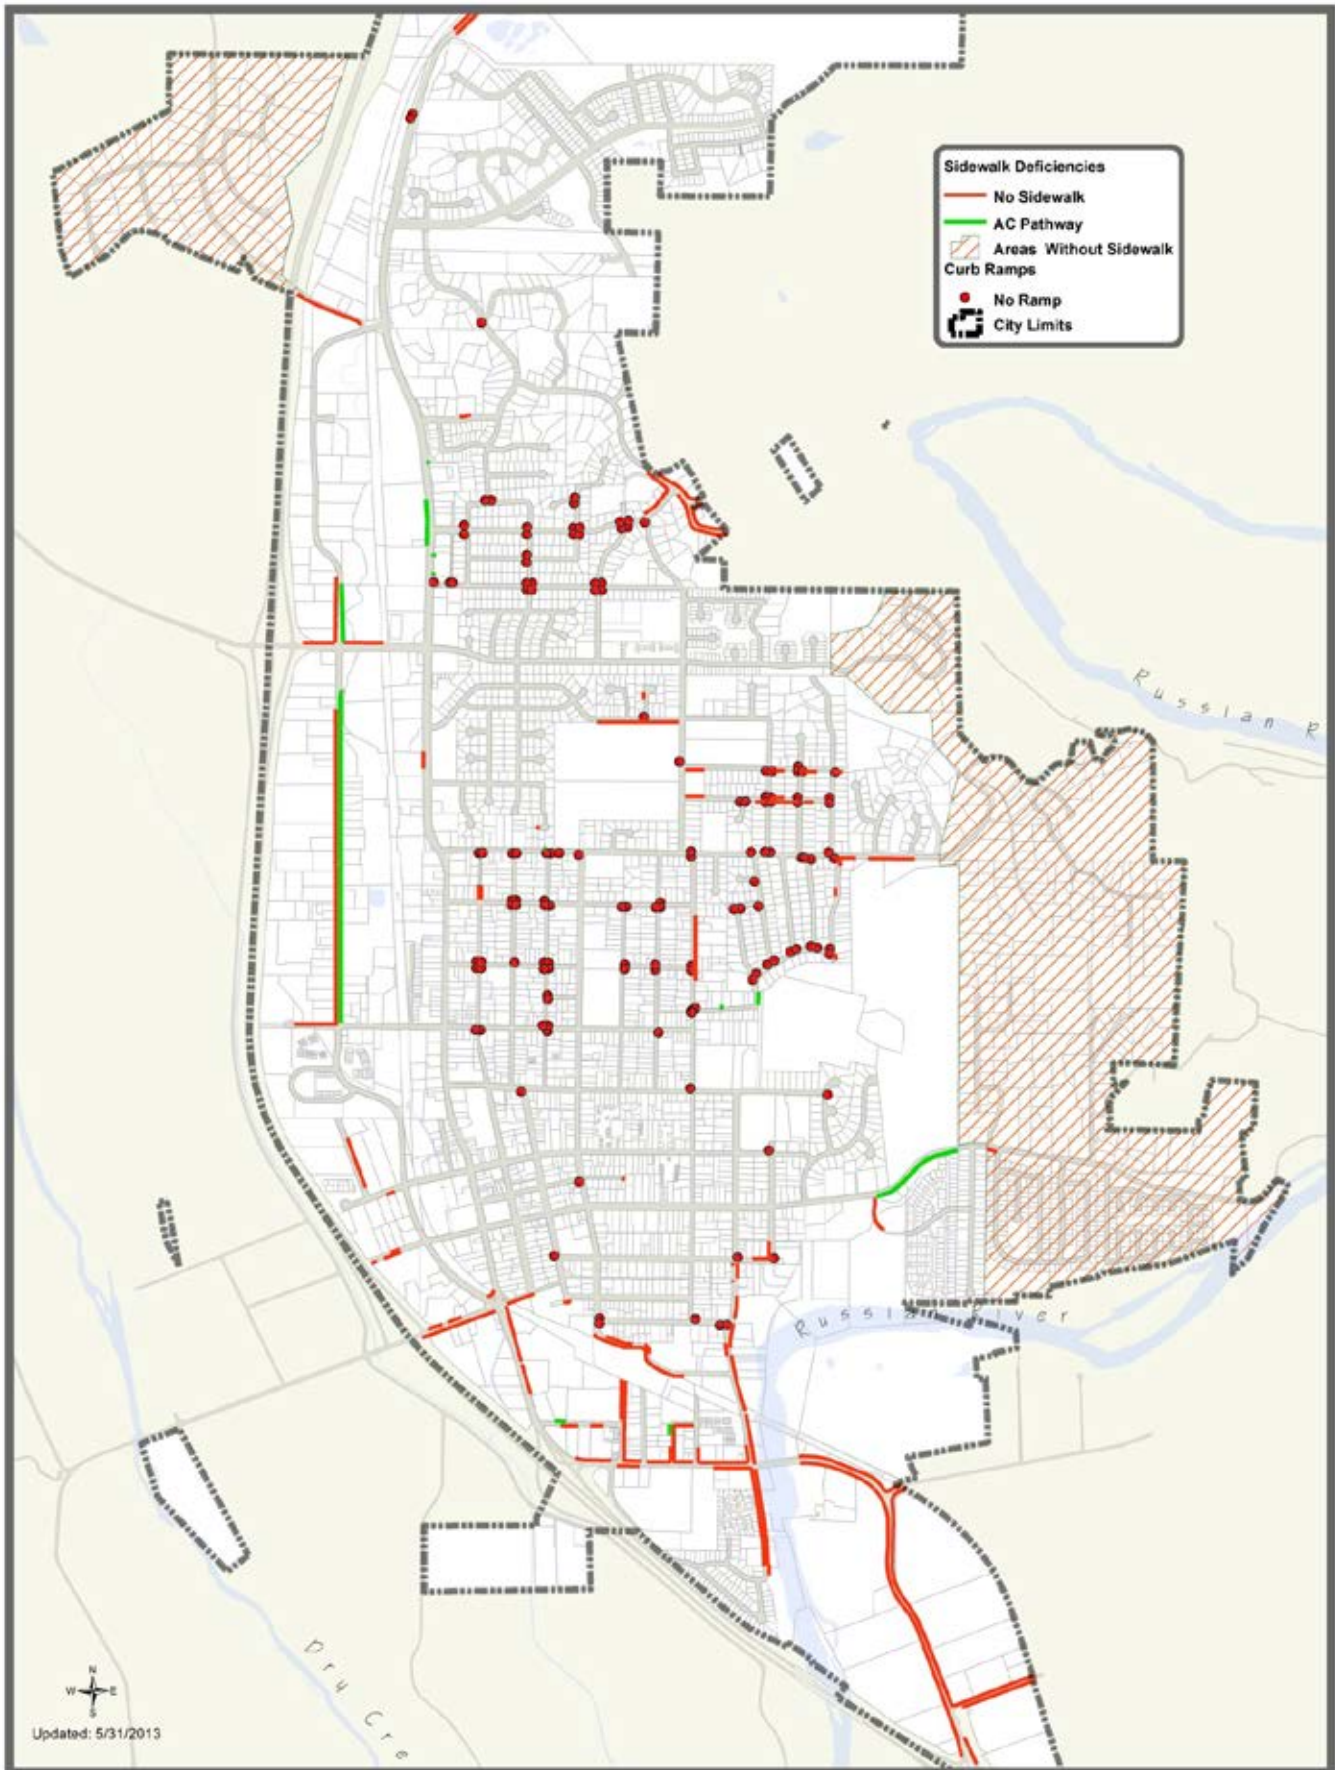 Sidewalk Deficiencies
No Sidewalk
AC Pathway
Areas Without Sidewalk
Curb Ramps
No Ramp
City Limits
Russian R
Russian River
Dry Cre
N
W E
S
Updated: 5/31/2013